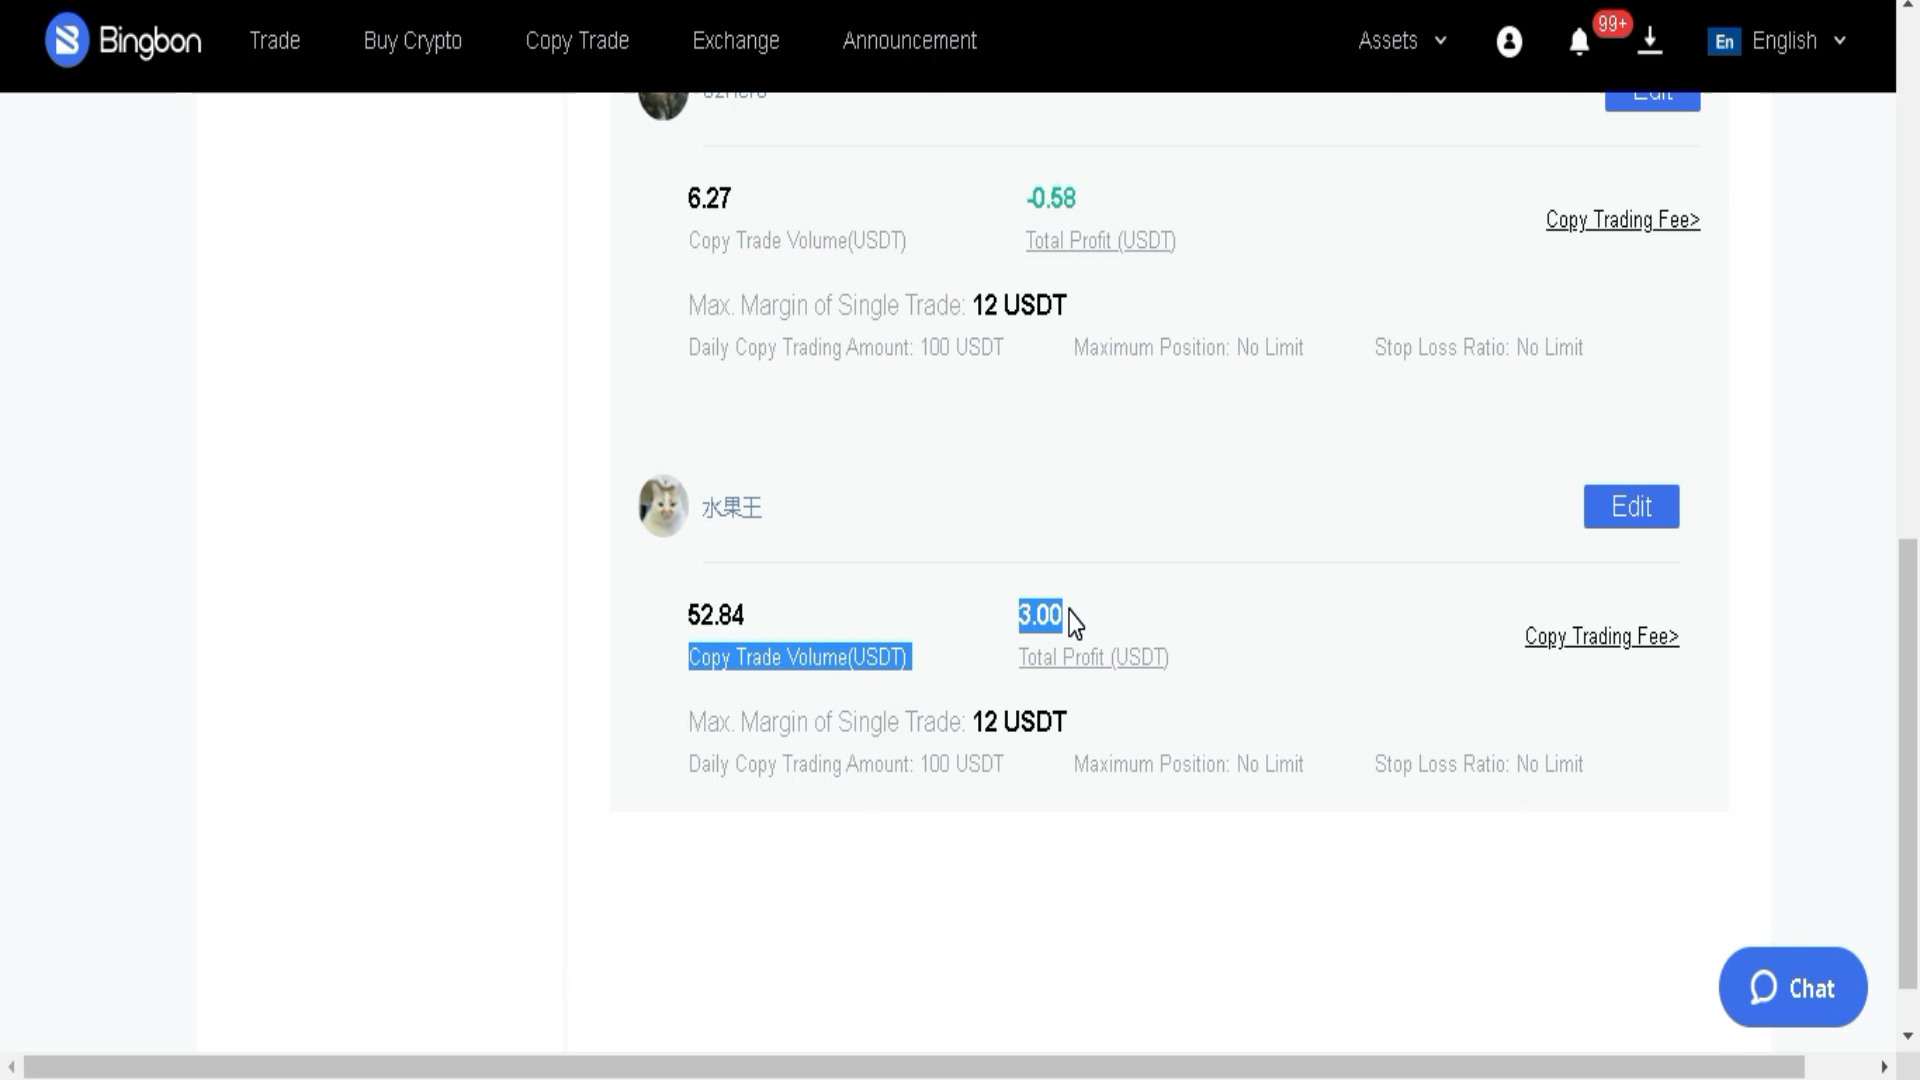 Bingbon Trade Buy Crypto Copy Trade Exchange Announcement Assets 99+ En English
6.27 -0.58
Copy Trade Volume(USDT) Total Profit (USDT) Copy Trading Fee>
Max. Margin of Single Trade: 12 USDT
Daily Copy Trading Amount: 100 USDT Maximum Position: No Limit Stop Loss Ratio: No Limit
水果王 Edit
52.84 3.00
Copy Trade Volume(USDT) Total Profit (USDT) Copy Trading Fee>
Max. Margin of Single Trade: 12 USDT
Daily Copy Trading Amount: 100 USDT Maximum Position: No Limit Stop Loss Ratio: No Limit
Chat